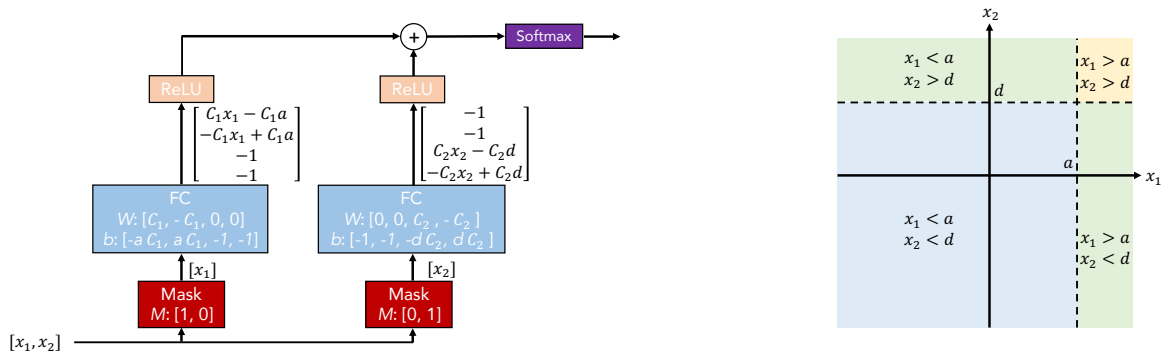 +
Softmax
ReLU
ReLU
C₁x₁ − C₁a
−C₁x₁ + C₁a
−1
−1
−1
−1
C₂x₂ − C₂d
−C₂x₂ + C₂d
FC
W: [C₁, - C₁, 0, 0]
b: [-a C₁, a C₁, -1, -1]
FC
W: [0, 0, C₂ , - C₂ ]
b: [-1, -1, -d C₂, d C₂ ]
[x₁]
[x₂]
Mask
M: [1, 0]
Mask
M: [0, 1]
[x₁, x₂]
x₂
x₁ < a
x₂ > d
x₁ > a
x₂ > d
d
a
x₁
x₁ < a
x₂ < d
x₁ > a
x₂ < d